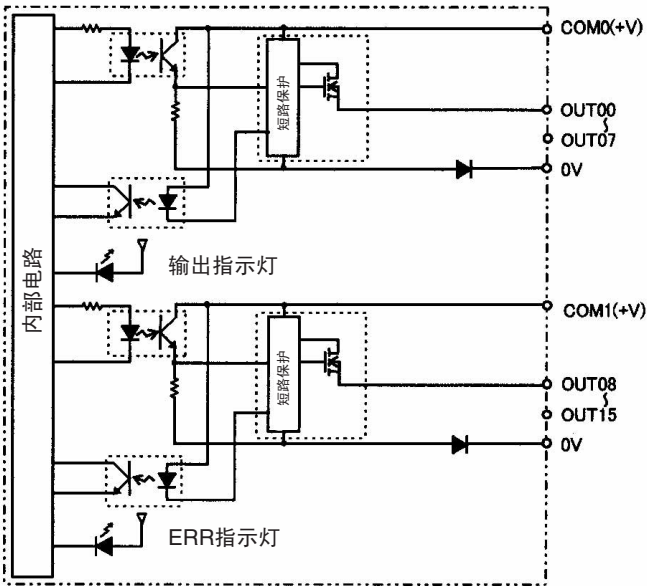 COM0(+V)
短路保护
OUT00
~
OUT07
0V
内部电路
输出指示灯
COM1(+V)
短路保护
OUT08
~
OUT15
0V
ERR指示灯